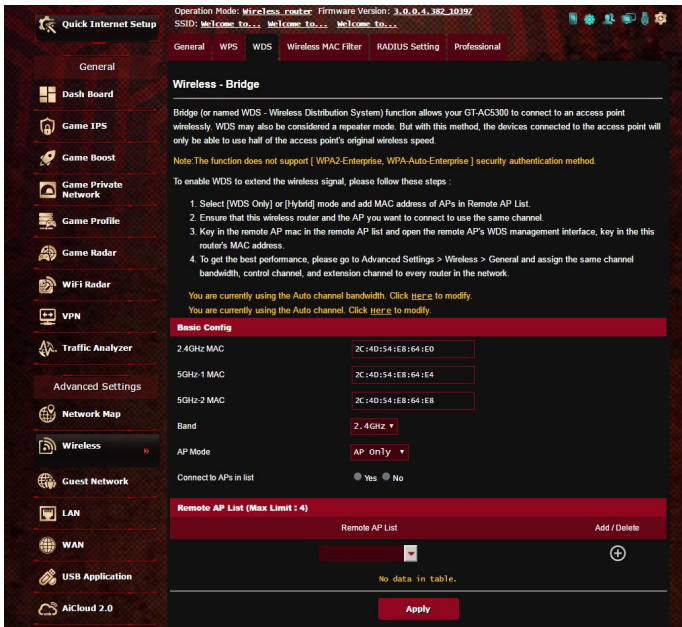 Quick Internet Setup
Operation Mode: Wireless router Firmware Version: 3.0.0.4.382_10397
SSID: Welcome to... Welcome to... Welcome to...
General WPS WDS Wireless MAC Filter RADIUS Setting Professional
General
Dash Board
Game IPS
Game Boost
Game Private
Network
Game Profile
Game Radar
WiFi Radar
VPN
Traffic Analyzer
Advanced Settings
Network Map
Wireless
Guest Network
LAN
WAN
USB Application
AiCloud 2.0
Wireless - Bridge
Bridge (or named WDS - Wireless Distribution System) function allows your GT-AC5300 to connect to an access point
wirelessly. WDS may also be considered a repeater mode. But with this method, the devices connected to the access point will
only be able to use half of the access point's original wireless speed.
Note:The function does not support [ WPA2-Enterprise, WPA-Auto-Enterprise ] security authentication method.
To enable WDS to extend the wireless signal, please follow these steps :
1. Select [WDS Only] or [Hybrid] mode and add MAC address of APs in Remote AP List.
2. Ensure that this wireless router and the AP you want to connect to use the same channel.
3. Key in the remote AP mac in the remote AP list and open the remote AP's WDS management interface, key in the this
router's MAC address.
4. To get the best performance, please go to Advanced Settings > Wireless > General and assign the same channel
bandwidth, control channel, and extension channel to every router in the network.
You are currently using the Auto channel bandwidth. Click Here to modify.
You are currently using the Auto channel. Click Here to modify.
Basic Config
2.4GHz MAC 2C:4D:54:E8:64:E0
5GHz-1 MAC 2C:4D:54:E8:64:E4
5GHz-2 MAC 2C:4D:54:E8:64:E8
Band 2.4GHz
AP Mode AP Only
Connect to APs in list Yes No
Remote AP List (Max Limit : 4)
Remote AP List Add / Delete
No data in table.
Apply